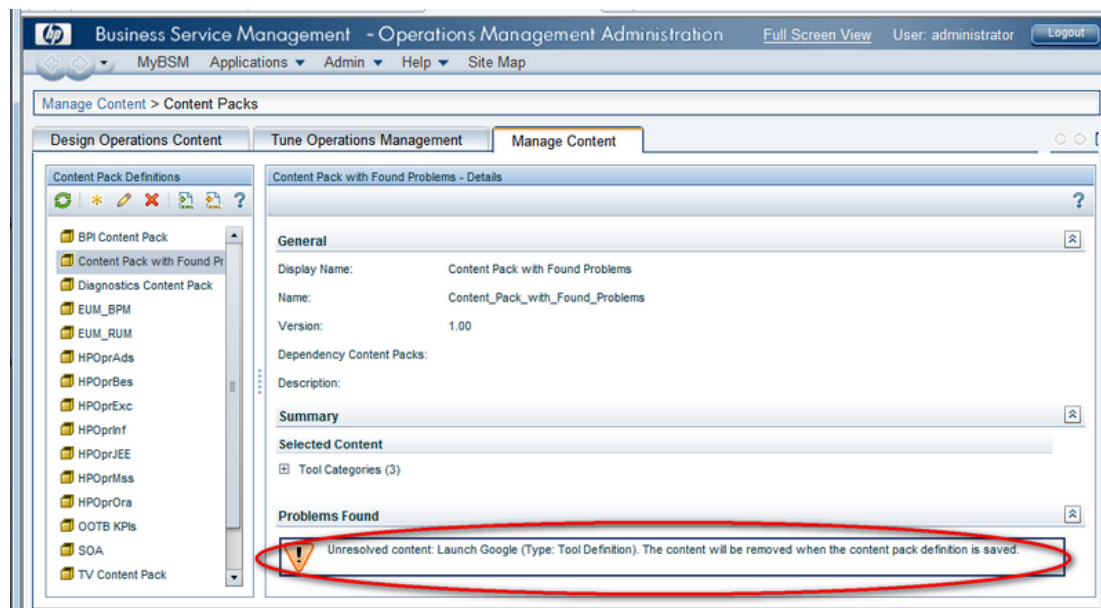 hp Business Service Management - Operations Management Administration Full Screen View User: administrator Logout
MyBSM Applications Admin Help Site Map
Manage Content > Content Packs
Design Operations Content Tune Operations Management Manage Content
Content Pack Definitions
BPI Content Pack
Content Pack with Found Pr
Diagnostics Content Pack
EUM_BPM
EUM_RUM
HPOprAds
HPOprBes
HPOprExc
HPOprInf
HPOprJEE
HPOprMss
HPOprOra
OOTB KPIs
SOA
TV Content Pack
Content Pack with Found Problems - Details
?
General
Display Name: Content Pack with Found Problems
Name: Content_Pack_with_Found_Problems
Version: 1.00
Dependency Content Packs:
Description:
Summary
Selected Content
Tool Categories (3)
Problems Found
Unresolved content: Launch Google (Type: Tool Definition). The content will be removed when the content pack definition is saved.